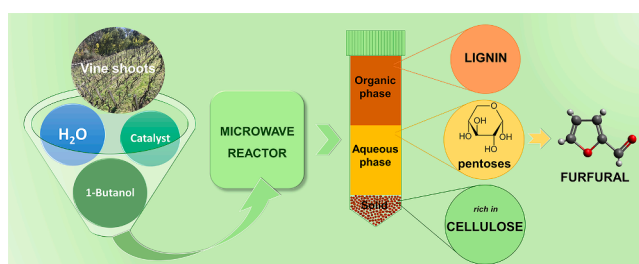 Vine shoots
H₂O
Catalyst
1-Butanol
MICROWAVE
REACTOR
Organic
phase
Aqueous
phase
Solid
LIGNIN
O
OH
HO
OH
OH
pentoses
rich in
CELLULOSE
FURFURAL